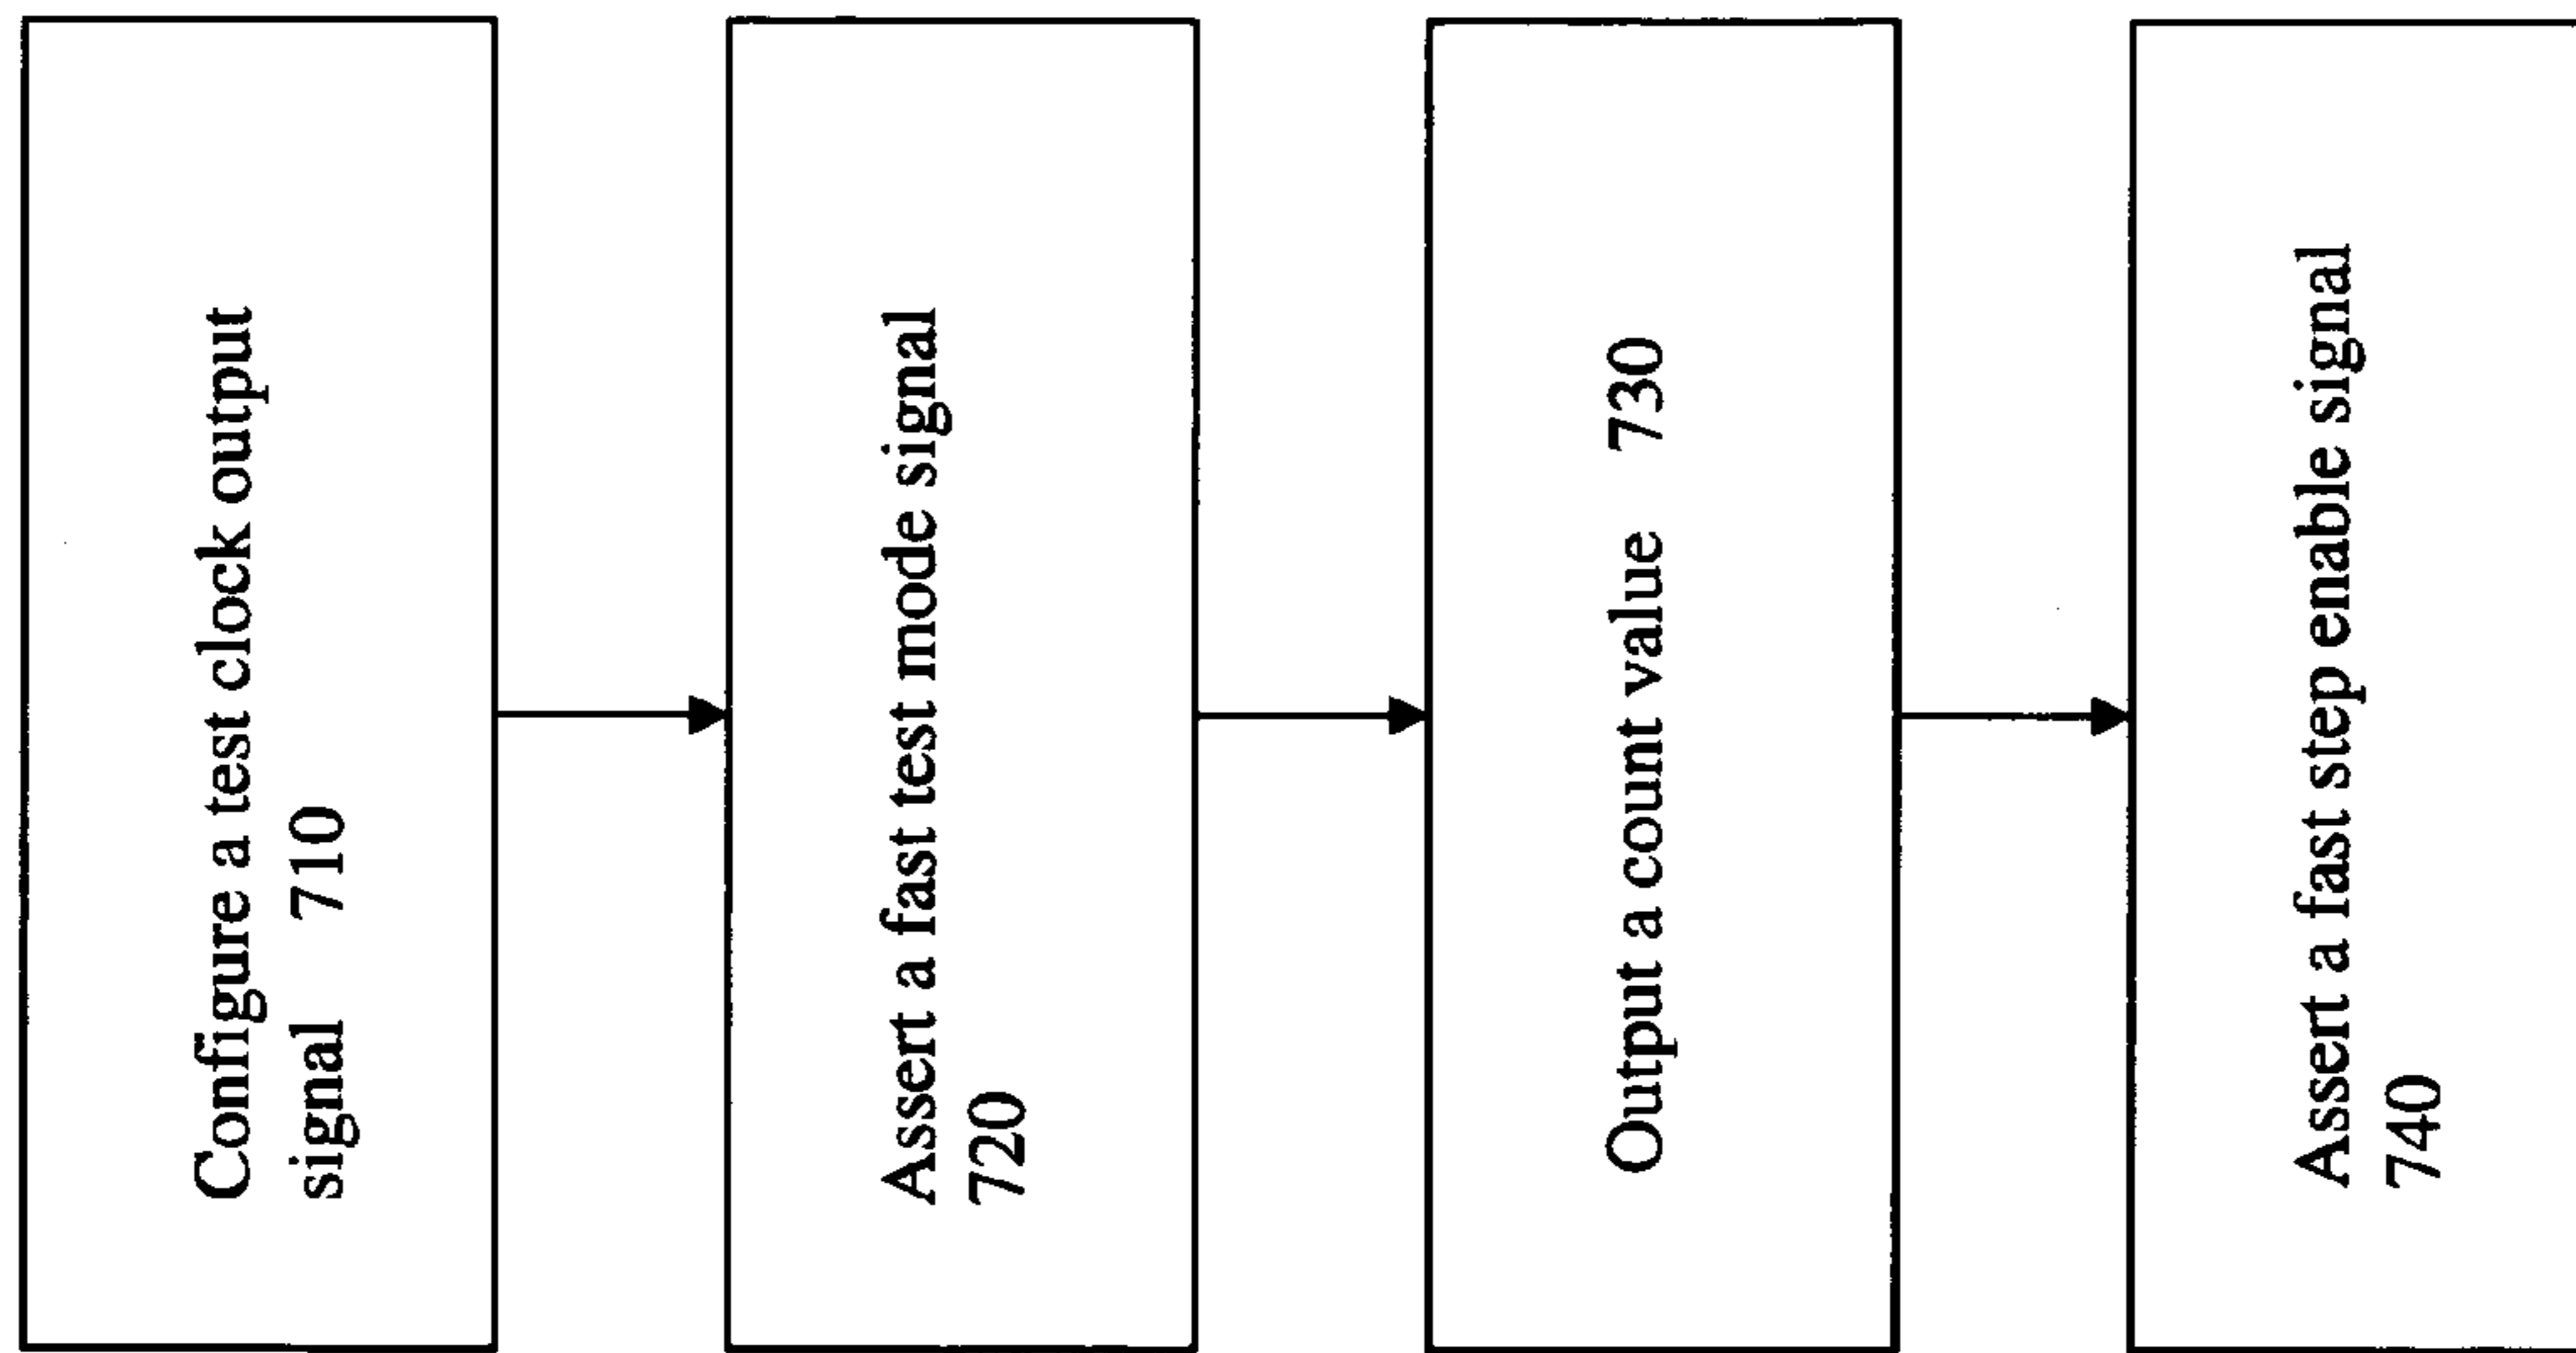 Configure a test clock output
signal 710
Assert a fast test mode signal
720
Output a count value 730
Assert a fast step enable signal
740